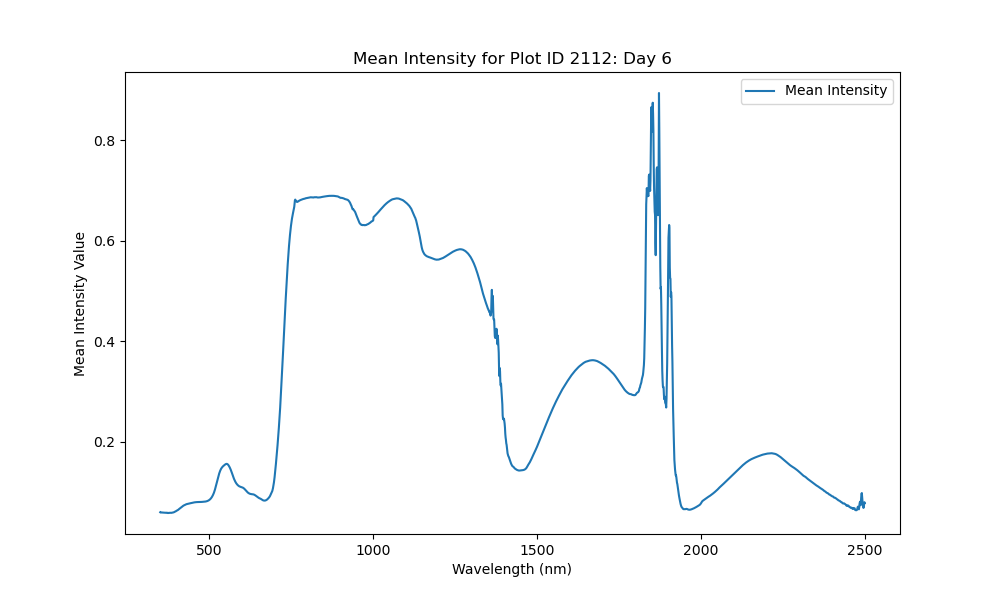 Mean Intensity for Plot ID 2112: Day 6
Mean Intensity
Mean Intensity Value
0.8
0.6
0.4
0.2
500 1000 1500 2000 2500
Wavelength (nm)